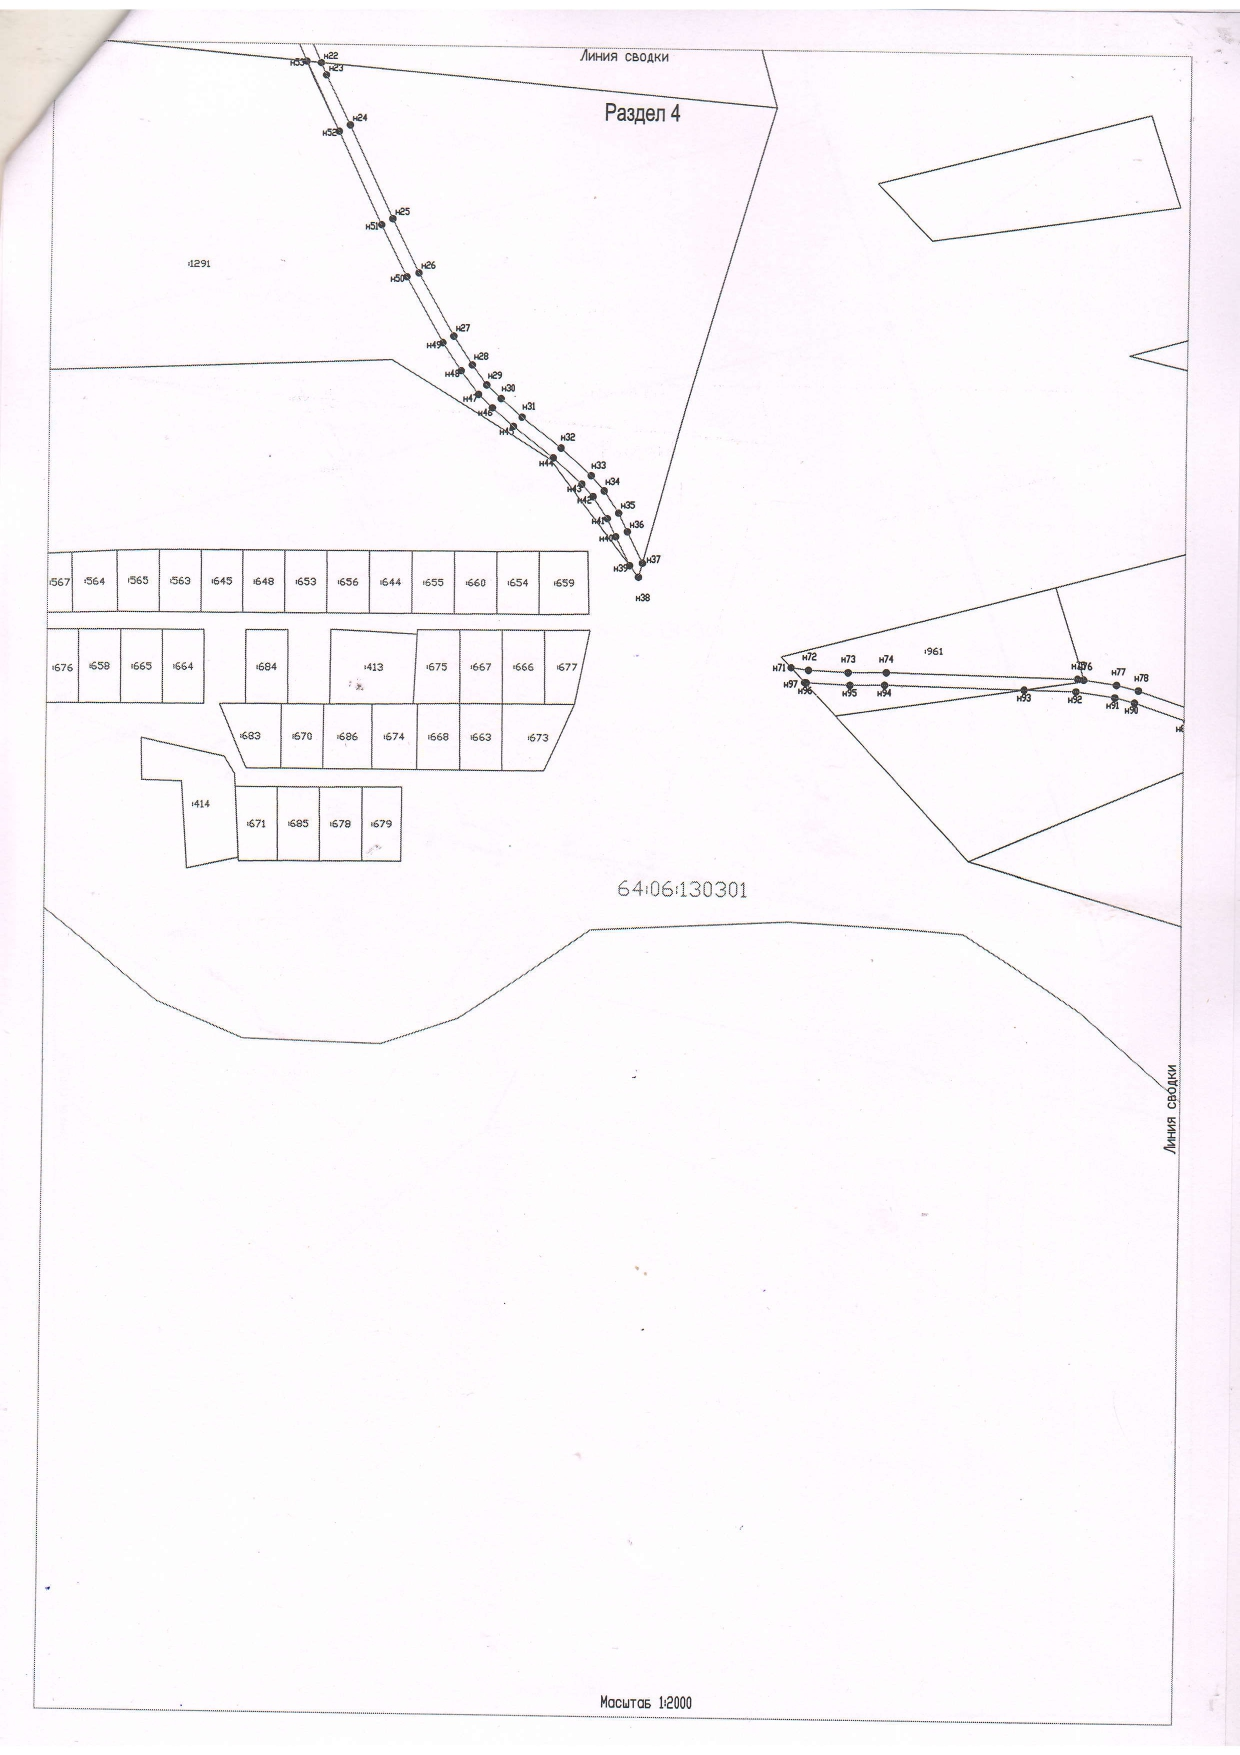 Линия сводки
Раздел 4
н53 н22
н23
н24
н52
н25
н51
:1291
н26
н50
н27
н49
н28
н48
н29
н47 н30
н46 н31
н45
н32
н44
н33
н43 н34
н42
н35
н41
н36
н40
н37
н39
н38
:567 :564 :565 :563 :645 :648 :653 :656 :644 :655 :660 :654 :659
:676 :658 :665 :664 :684 :413 :675 :667 :666 :677
:961
н71 н72 н73 н74 н76 н77 н78
н97 н96 н95 н94 н93 н92 н91 н90
:683 :670 :686 :674 :668 :663 :673
:414
:671 :685 :678 :679
64:06:130301
Линия сводки
Масштаб 1:2000